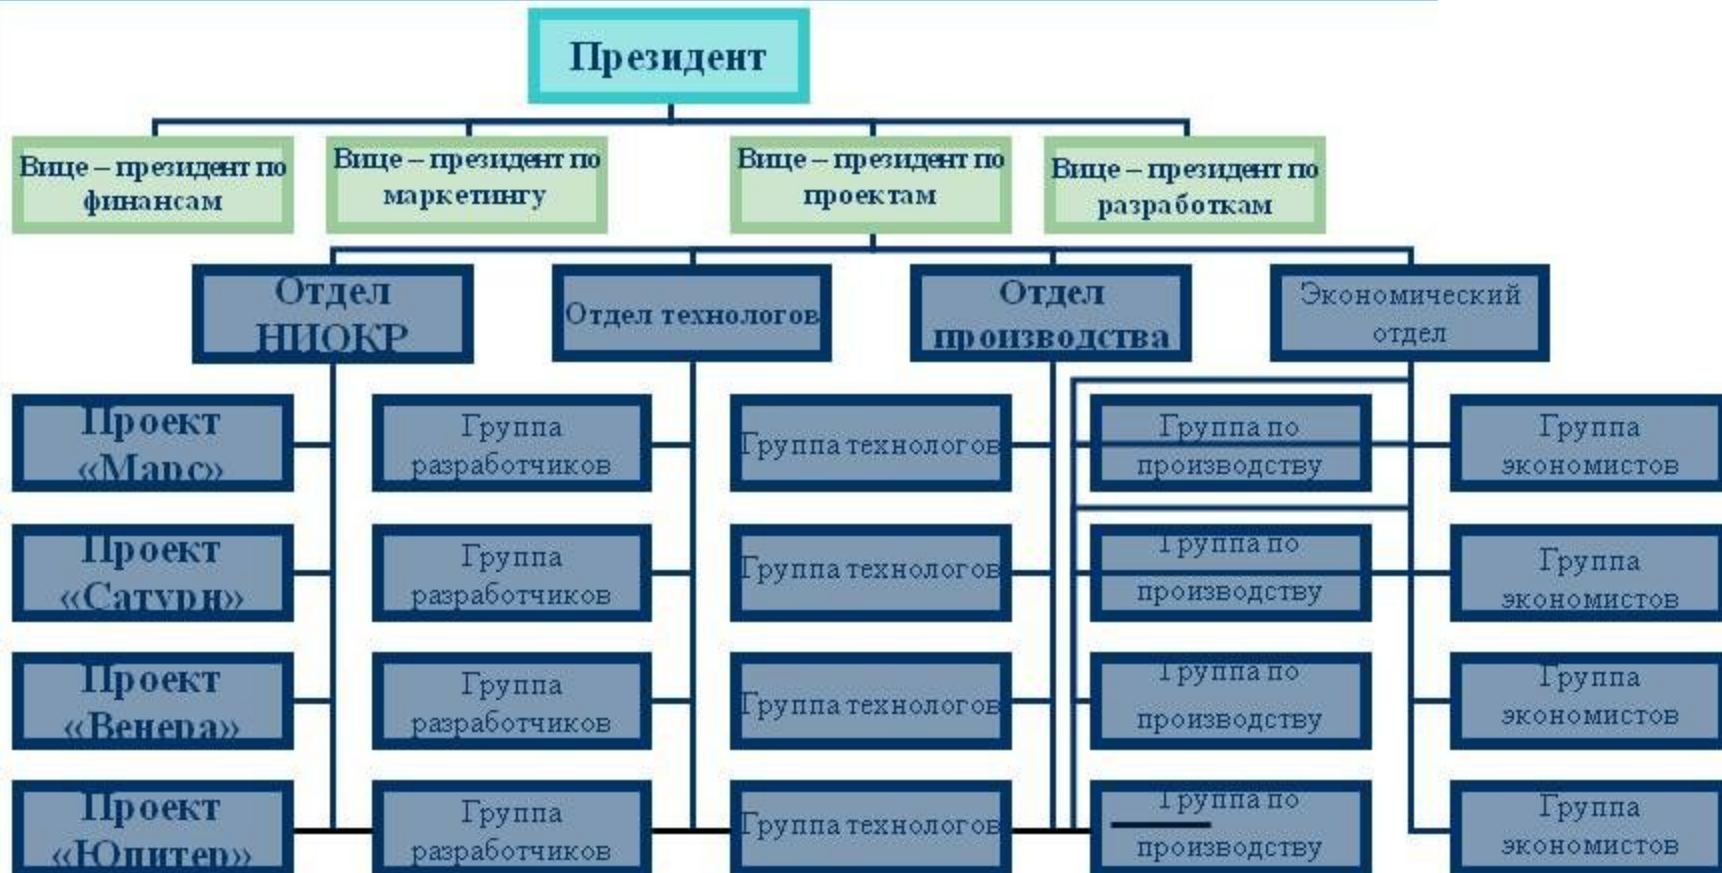 Президент
Вице – президент по
финансам
Вице – президент по
маркетингу
Вице – президент по
проектам
Вице – президент по
разработкам
Отдел
НИОКР
Отдел технологов
Отдел
производства
Экономический
отдел
Проект
«Марс»
Группа
разработчиков
Группа технологов
Группа по
производству
Группа
экономистов
Проект
«Сатурн»
Группа
разработчиков
Группа технологов
Группа по
производству
Группа
экономистов
Проект
«Венера»
Группа
разработчиков
Группа технологов
Группа по
производству
Группа
экономистов
Проект
«Юпитер»
Группа
разработчиков
Группа технологов
Группа по
производству
Группа
экономистов